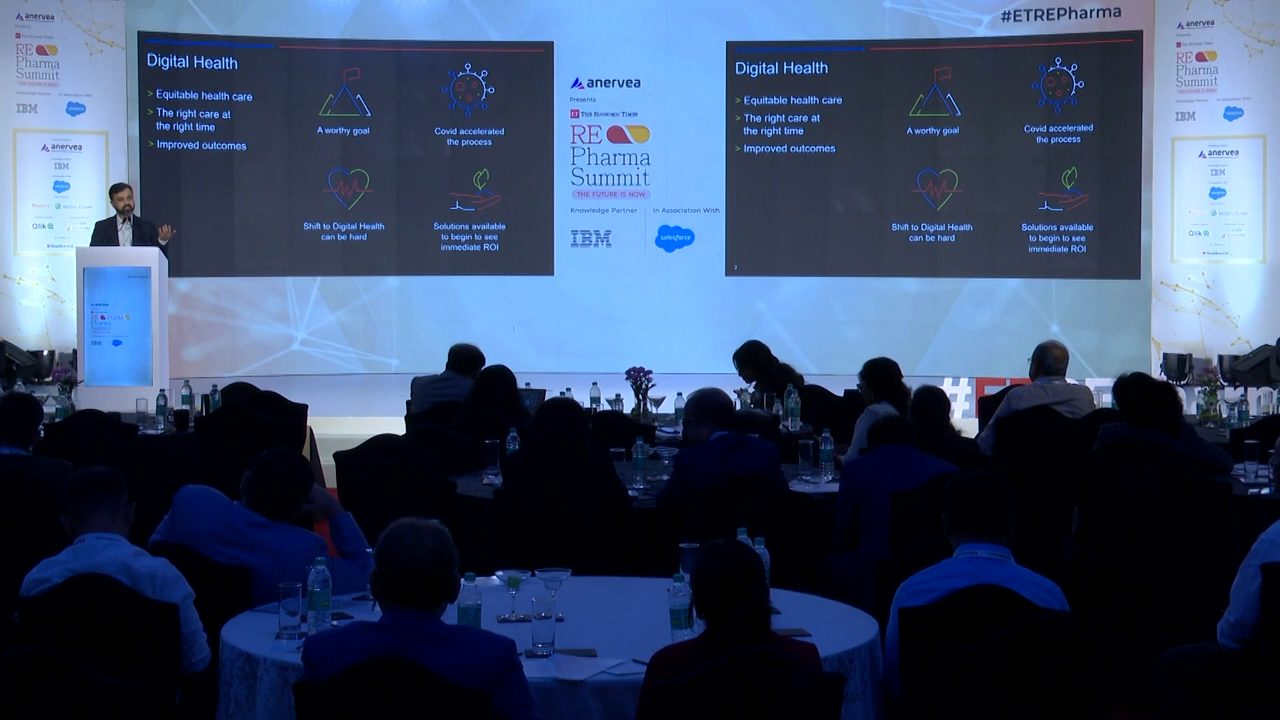 #ETREPharma
anervea
Presents
THE ECONOMIC TIMES
RE
Pharma
Summit
THE FUTURE IS NOW
Knowledge Partner
In Association With
IBM
salesforce
Digital Health
> Equitable health care
> The right care at
the right time
> Improved outcomes
A worthy goal
Covid accelerated
the process
Shift to Digital Health
can be hard
Solutions available
to begin to see
immediate ROI
Digital Health
> Equitable health care
> The right care at
the right time
> Improved outcomes
A worthy goal
Covid accelerated
the process
Shift to Digital Health
can be hard
Solutions available
to begin to see
immediate ROI
2
anervea
RE
Pharma
Summit
IBM
anervea
IBM
Qlik
anervea
RE
Pharma
Summit
IBM
anervea
IBM
Qlik
Pharma
Summit
IBM